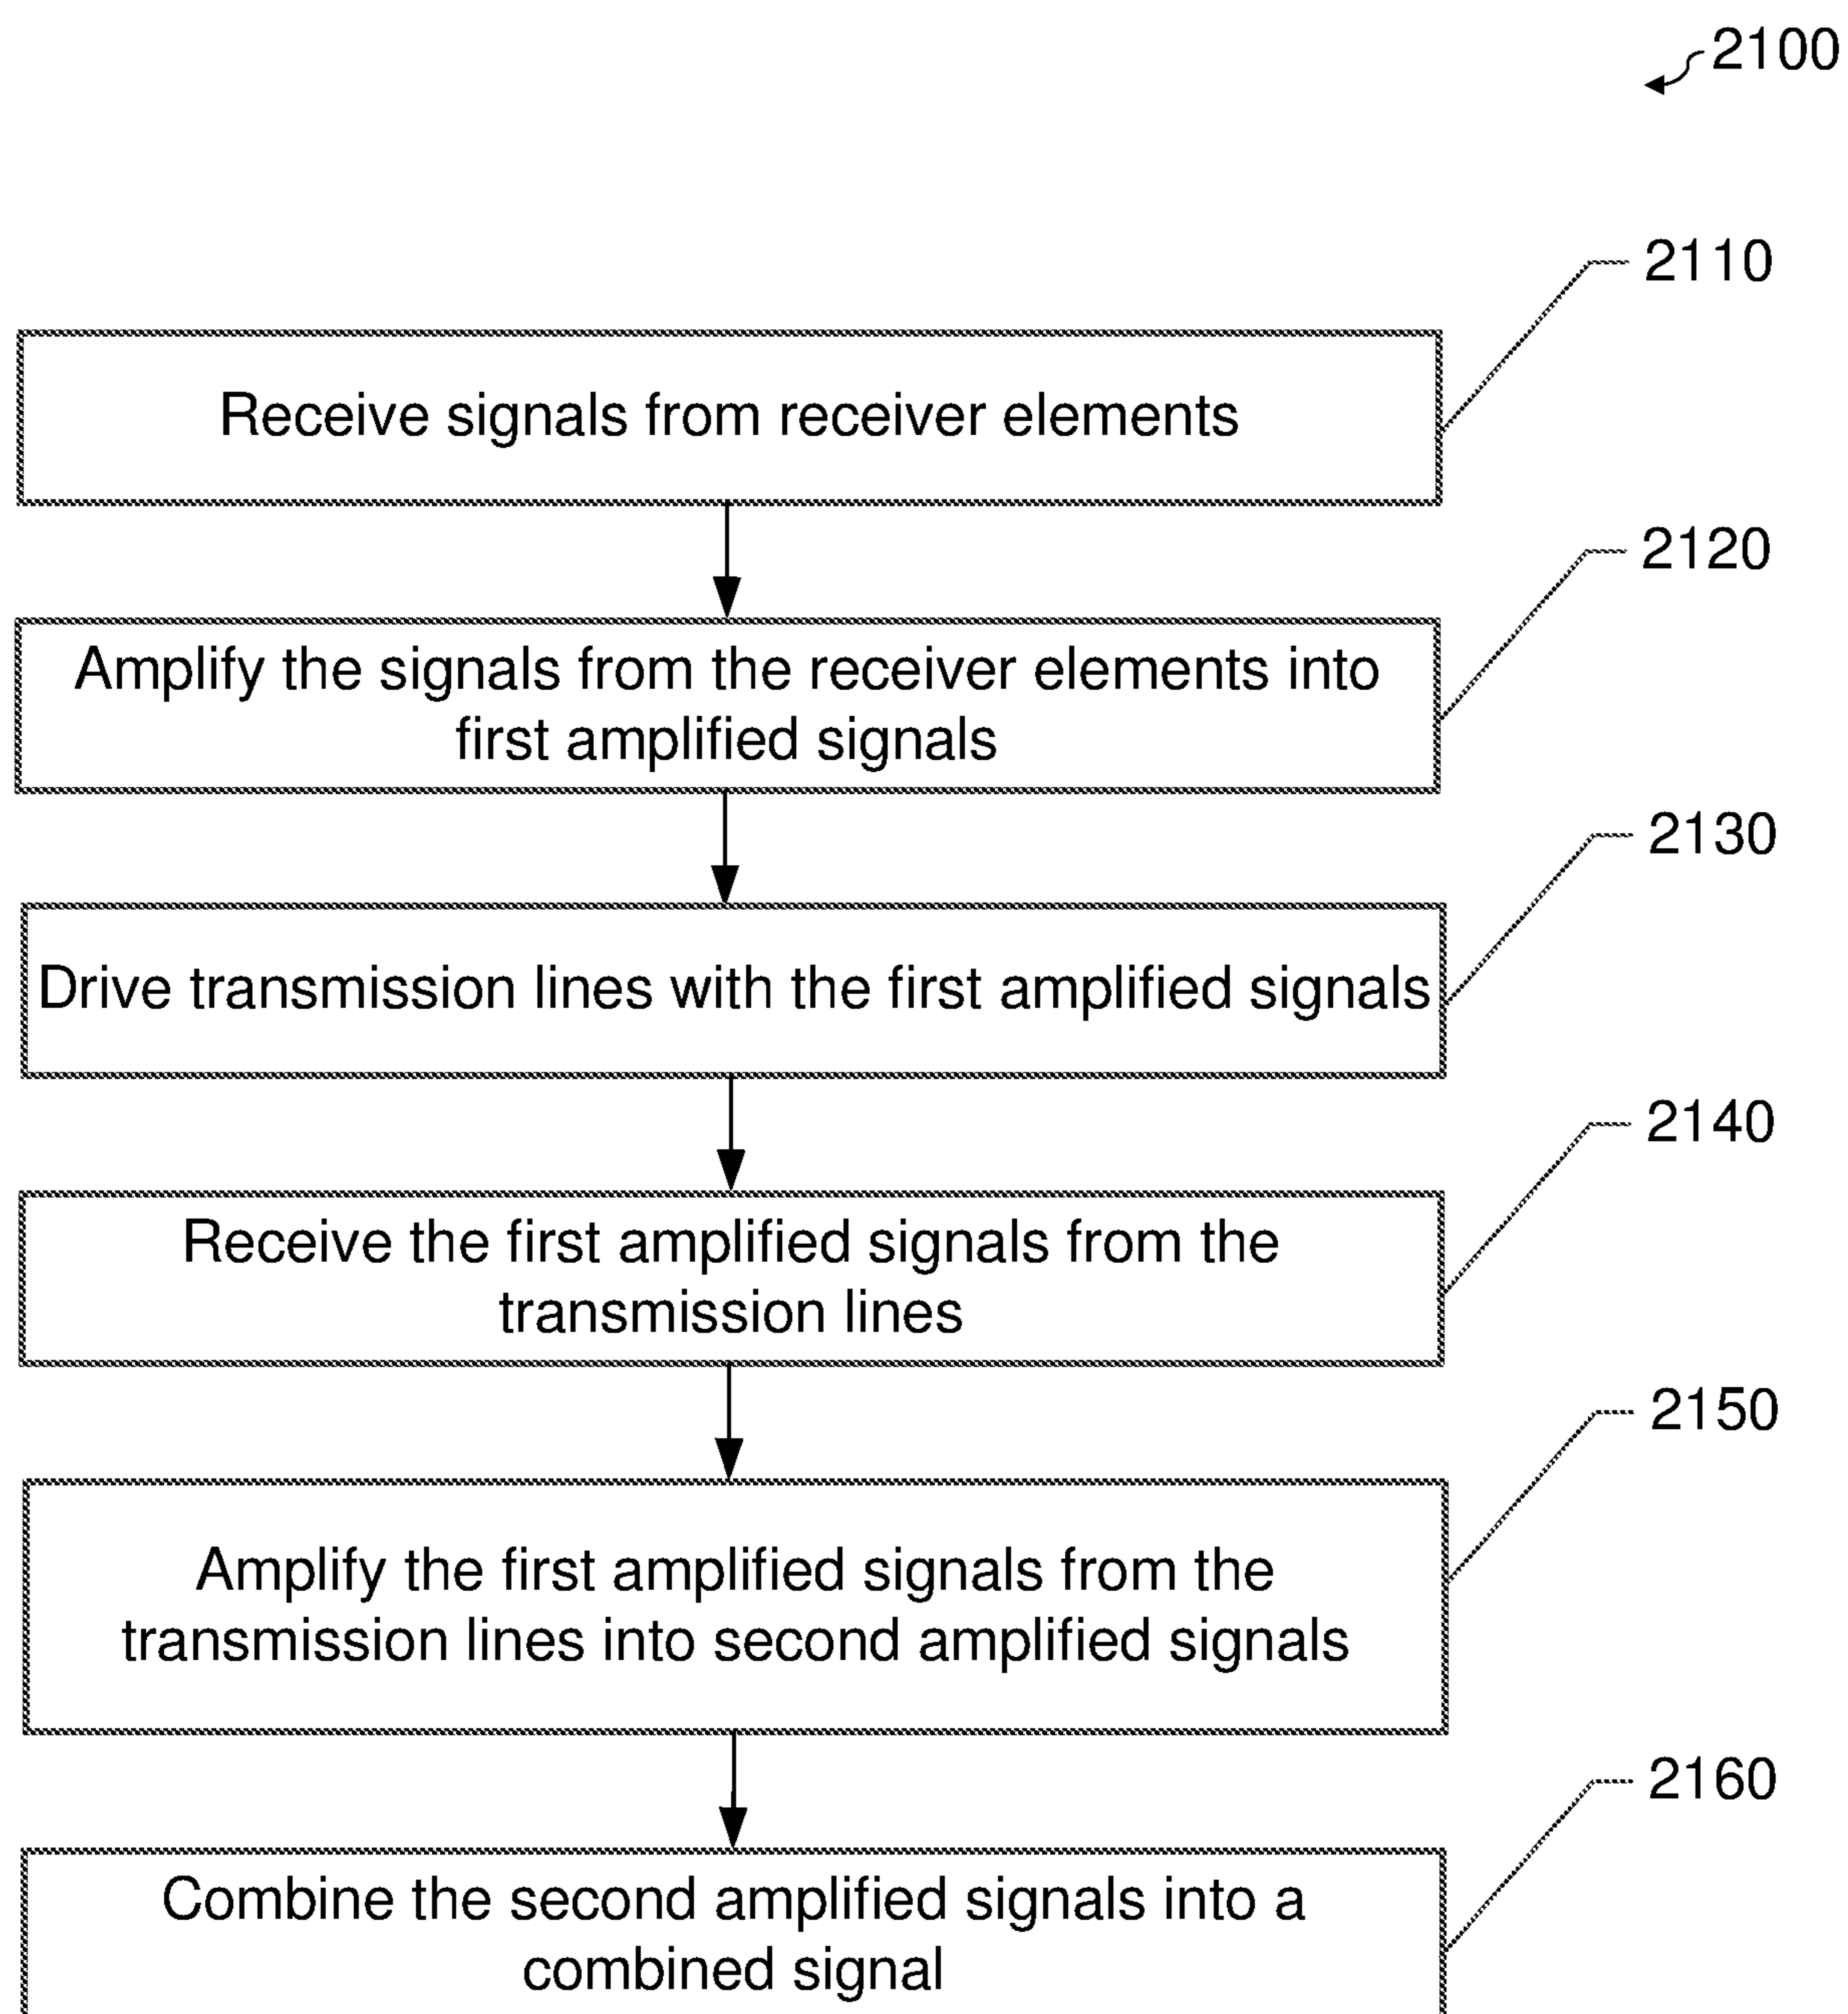 2100
2110
Receive signals from receiver elements
2120
Amplify the signals from the receiver elements into
first amplified signals
2130
Drive transmission lines with the first amplified signals
2140
Receive the first amplified signals from the
transmission lines
2150
Amplify the first amplified signals from the
transmission lines into second amplified signals
2160
Combine the second amplified signals into a
combined signal